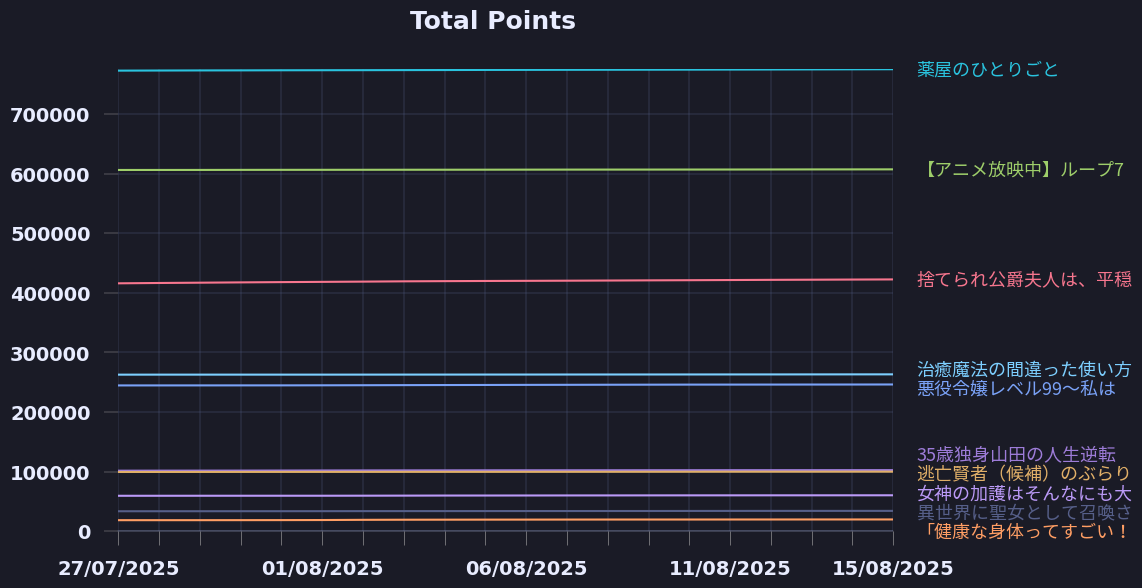 Total Points
700000
600000
500000
400000
300000
200000
100000
0
27/07/2025
01/08/2025
06/08/2025
11/08/2025
15/08/2025
薬屋のひとりごと
【アニメ放映中】ループ7
捨てられ公爵夫人は、平穏
治癒魔法の間違った使い方
悪役令嬢レベル99～私は
35歳独身山田の人生逆転
逃亡賢者（候補）のぶらり
女神の加護はそんなにも大
異世界に聖女として召喚さ
「健康な身体ってすごい！